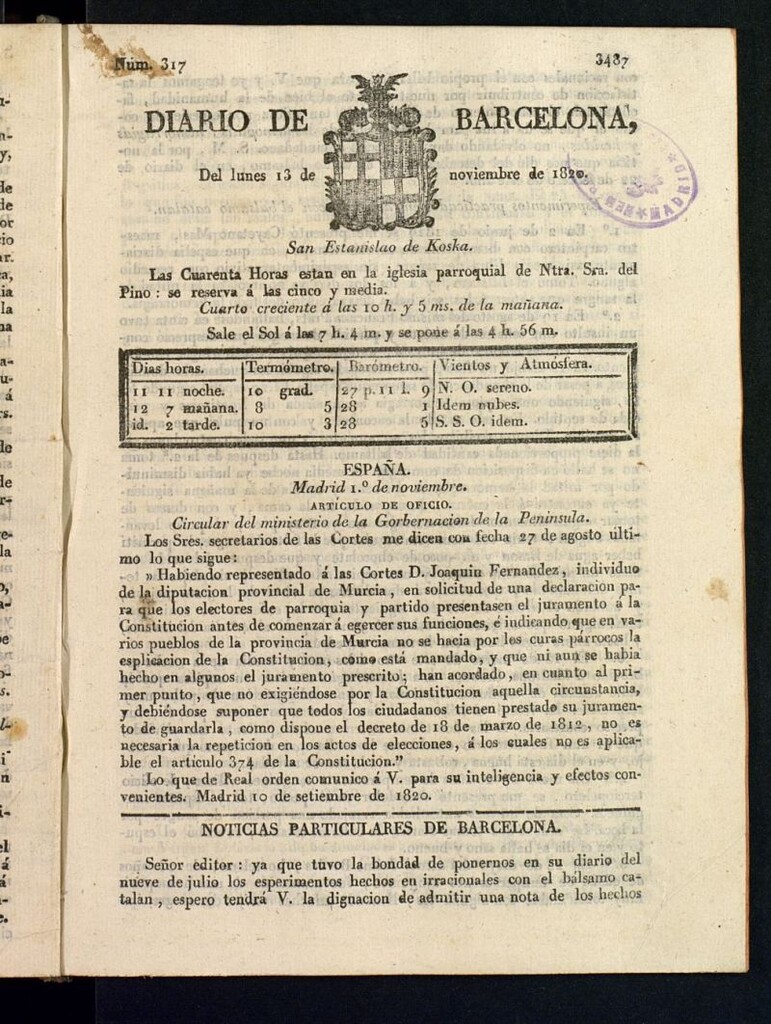 Núm. 317
3487
DIARIO DE BARCELONA,
Del lunes 13 de noviembre de 1820.
San Estanislao de Koska.
Las Cuarenta Horas estan en la iglesia parroquial de Ntra. Sra. del
Pino : se reserva á las cinco y media.
Cuarto creciente á las 10 h. y 5 ms. de la mañana.
Sale el Sol á las 7 h. 4 m. y se pone á las 4 h. 56 m.
Dias horas. Termómetro. Barómetro. Vientos y Atmósfera.
11 11 noche. 10 grad. 27 p. 11 l. 9 N. O. sereno.
12 7 mañana. 8 5 28 1 Idem nubes.
id. 2 tarde. 10 3 28 5 S. S. O. idem.
ESPAÑA.
Madrid 1.º de noviembre.
ARTÍCULO DE OFICIO.
Circular del ministerio de la Gorbernacion de la Península.
Los Sres. secretarios de las Cortes me dicen con fecha 27 de agosto últi-
mo lo que sigue:
» Habiendo representado á las Cortes D. Joaquin Fernandez, individuo
de la diputacion provincial de Murcia, en solicitud de una declaracion pa-
ra que los electores de parroquia y partido presentasen el juramento á la
Constitucion antes de comenzar á egercer sus funciones, é indicando que en va-
rios pueblos de la provincia de Murcia no se hacia por los curas párrocos la
esplicacion de la Constitucion, como está mandado, y que ni aun se habia
hecho en algunos el juramento prescrito; han acordado, en cuanto al pri-
mer punto, que no exigiéndose por la Constitucion aquella circunstancia,
y debiéndose suponer que todos los ciudadanos tienen prestado su juramen-
to de guardarla, como dispone el decreto de 18 de marzo de 1812, no es
necesaria la repeticion en los actos de elecciones, á los cuales no es aplica-
ble el artículo 374 de la Constitucion."
Lo que de Real orden comunico á V. para su inteligencia y efectos con-
venientes. Madrid 10 de setiembre de 1820.
NOTICIAS PARTICULARES DE BARCELONA.
Señor editor: ya que tuvo la bondad de ponernos en su diario del
nueve de julio los esperimentos hechos en irracionales con el bálsamo ca-
talan, espero tendrá V. la dignacion de admitir una nota de los hechos
MADRID